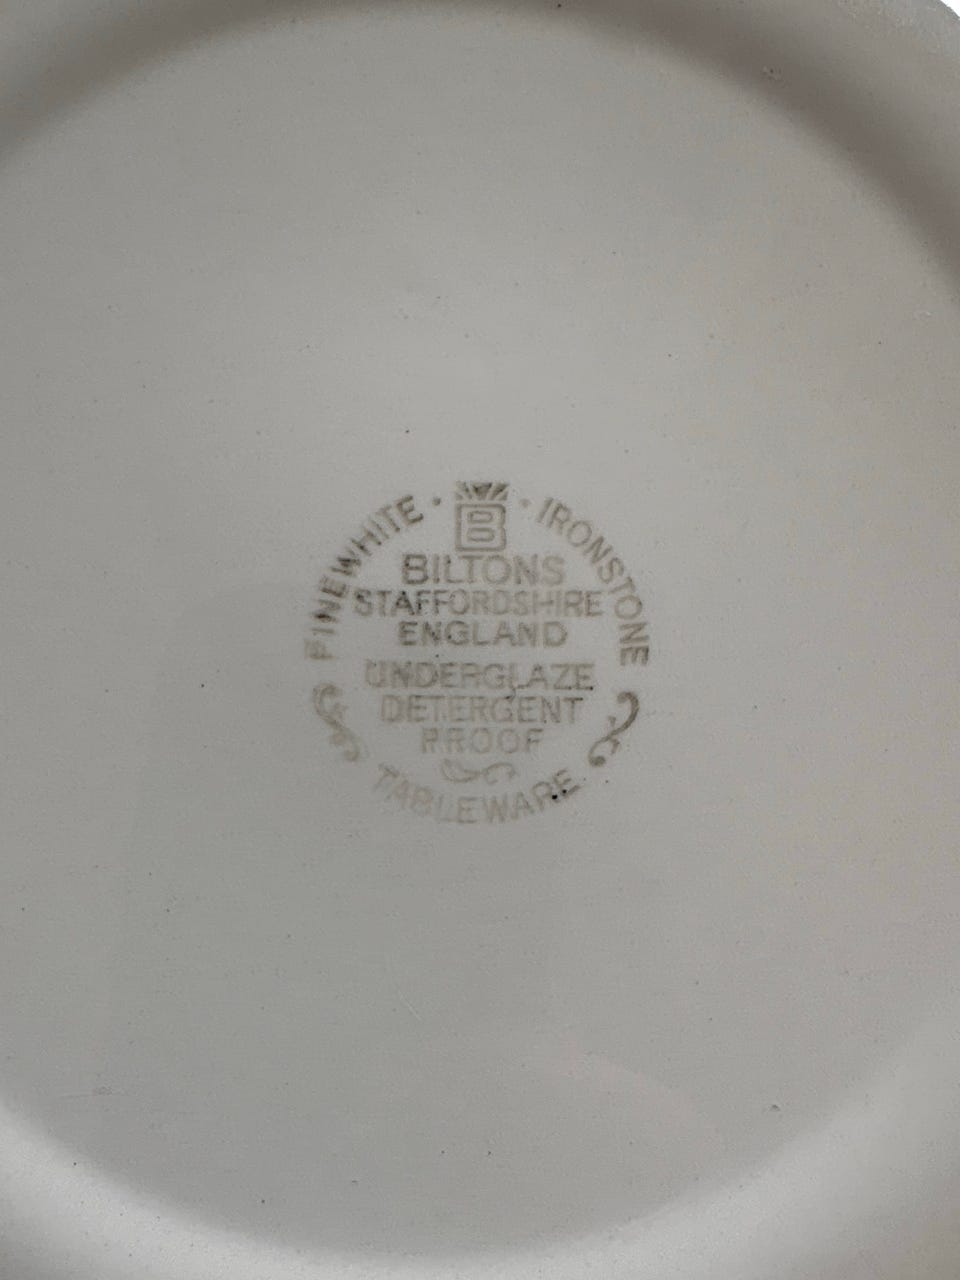 FINEWHITE · IRONSTONE
B
BILTONS
STAFFORDSHIRE
ENGLAND
UNDERGLAZE
DETERGENT
PROOF
TABLEWARE